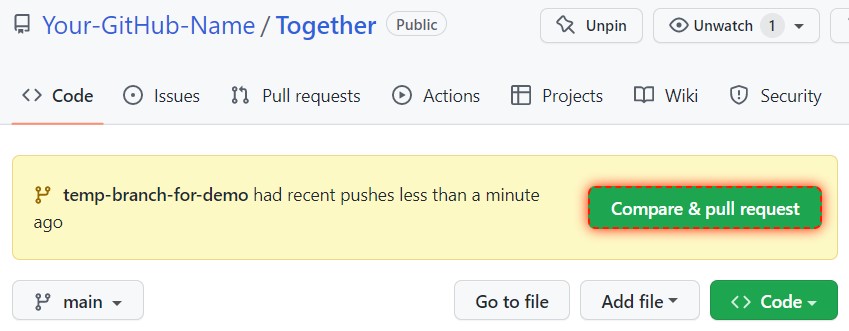 Your-GitHub-Name / Together Public Unpin Unwatch 1
Code Issues Pull requests Actions Projects Wiki Security
temp-branch-for-demo had recent pushes less than a minute
ago
Compare & pull request
main Go to file Add file Code